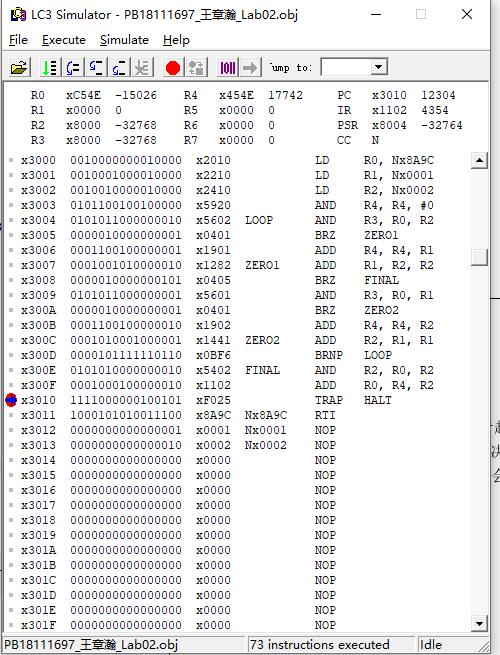 LC3 Simulator - PB18111697_王章瀚_Lab02.obj
File Execute Simulate Help
Jump to:
R0 xC54E -15026 R4 x454E 17742 PC x3010 12304
R1 x0000 0 R5 x0000 0 IR x1102 4354
R2 x8000 -32768 R6 x0000 0 PSR x8004 -32764
R3 x8000 -32768 R7 x0000 0 CC N
x3000 0010000000010000 x2010 LD R0, Nx8A9C
x3001 0010001000010000 x2210 LD R1, Nx0001
x3002 0010010000010000 x2410 LD R2, Nx0002
x3003 0101100100100000 x5920 AND R4, R4, #0
x3004 0101011000000010 x5602 LOOP AND R3, R0, R2
x3005 0000010000000001 x0401 BRZ ZERO1
x3006 0001100100000001 x1901 ADD R4, R4, R1
x3007 0001001010000010 x1282 ZERO1 ADD R1, R2, R2
x3008 0000010000000101 x0405 BRZ FINAL
x3009 0101011000000001 x5601 AND R3, R0, R1
x300A 0000010000000001 x0401 BRZ ZERO2
x300B 0001100100000010 x1902 ADD R4, R4, R2
x300C 0001010001000001 x1441 ZERO2 ADD R2, R1, R1
x300D 0000101111110110 x0BF6 BRNP LOOP
x300E 0101010000000010 x5402 FINAL AND R2, R0, R2
x300F 0001000100000010 x1102 ADD R0, R4, R2
x3010 1111000000100101 xF025 TRAP HALT
x3011 1000101010011100 x8A9C Nx8A9C RTI
x3012 0000000000000001 x0001 Nx0001 NOP
x3013 0000000000000010 x0002 Nx0002 NOP
x3014 0000000000000000 x0000 NOP
x3015 0000000000000000 x0000 NOP
x3016 0000000000000000 x0000 NOP
x3017 0000000000000000 x0000 NOP
x3018 0000000000000000 x0000 NOP
x3019 0000000000000000 x0000 NOP
x301A 0000000000000000 x0000 NOP
x301B 0000000000000000 x0000 NOP
x301C 0000000000000000 x0000 NOP
x301D 0000000000000000 x0000 NOP
x301E 0000000000000000 x0000 NOP
x301F 0000000000000000 x0000 NOP
PB18111697_王章瀚_Lab02.obj 73 instructions executed Idle